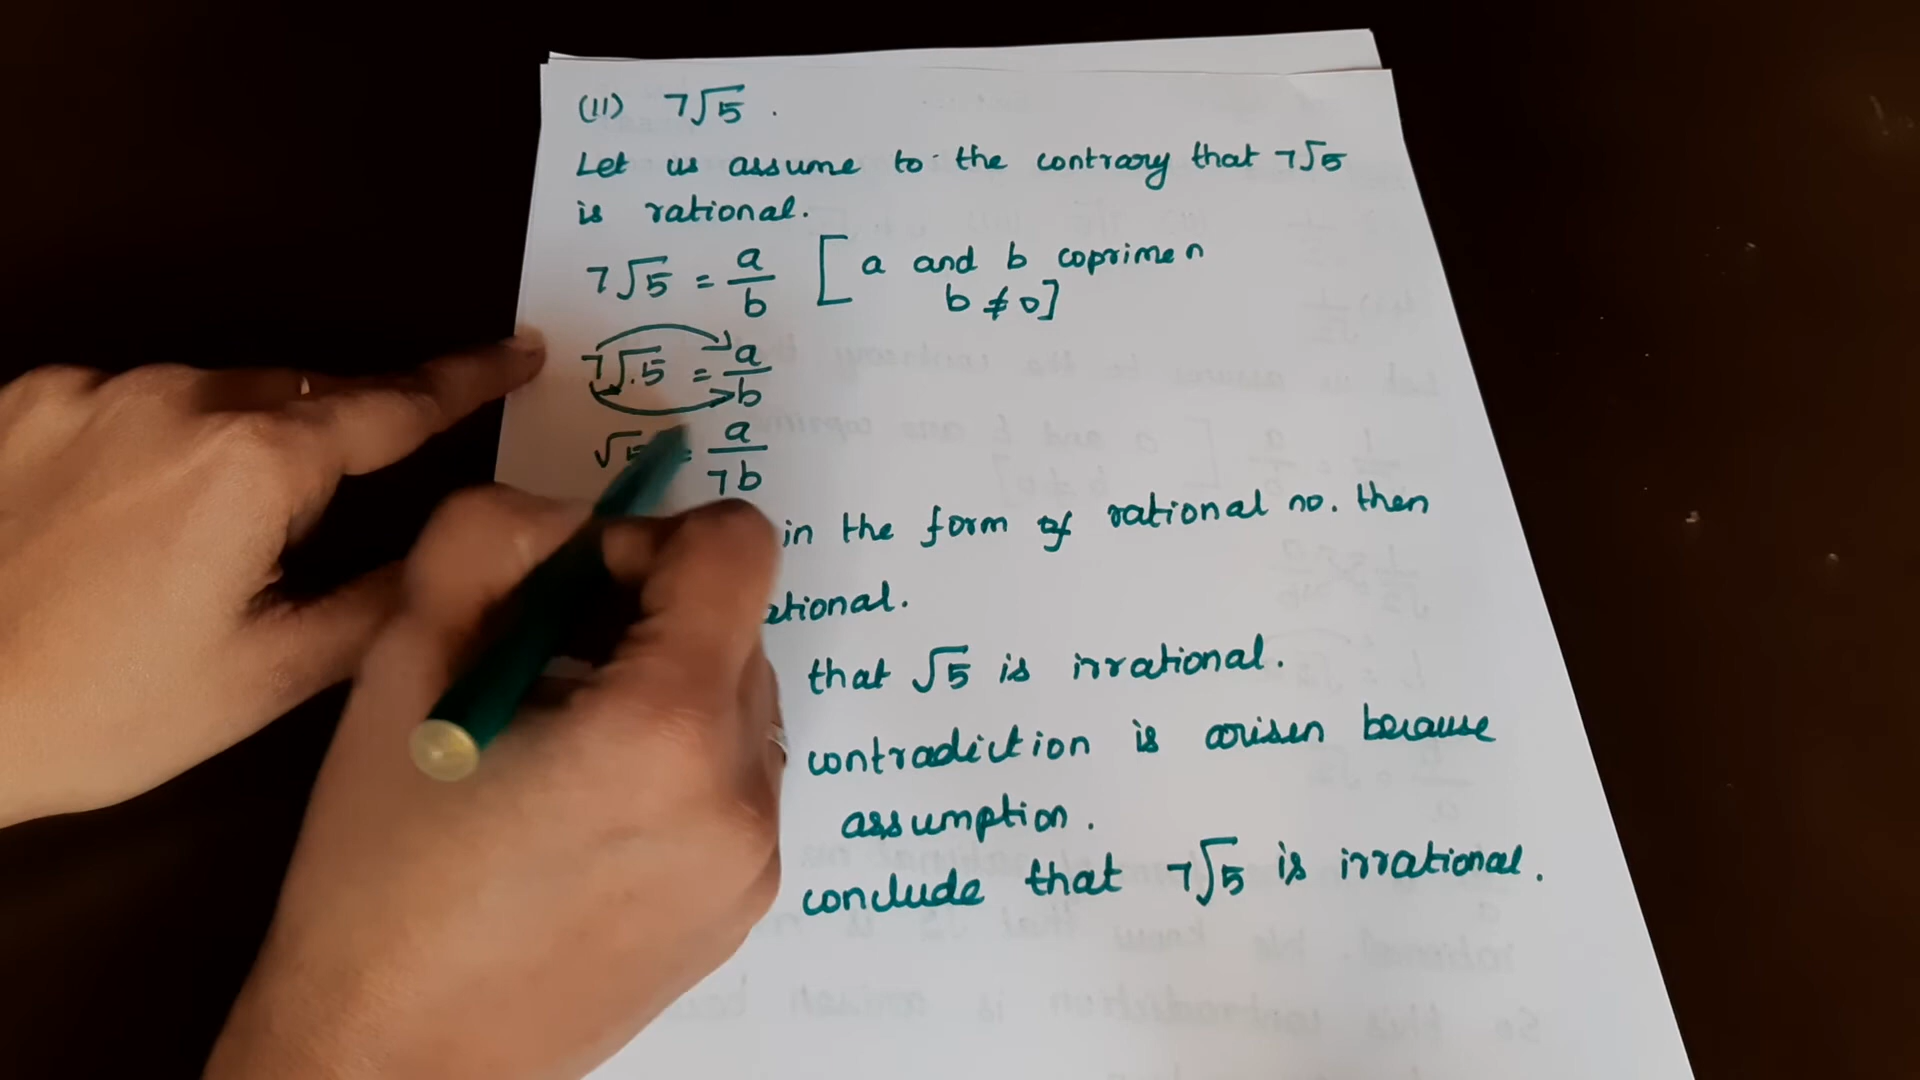 (11) 7√5 .
Let us assume to the contrary that 7√5
is rational.
7√5 = a/b [ a and b coprime n
b ≠ 0]
7√5 = a/b
√5 = a/7b
in the form of rational no. then
that √5 is irrational.
contradiction is arisen because
assumption.
conclude that 7√5 is irrational.